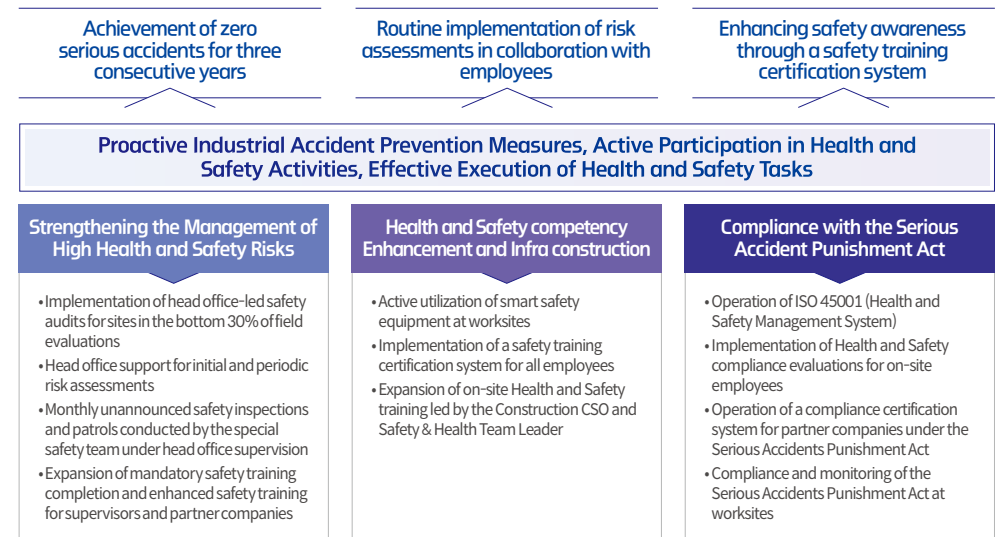 Achievement of zero
serious accidents for three
consecutive years
Routine implementation of risk
assessments in collaboration with
employees
Enhancing safety awareness
through a safety training
certification system
Proactive Industrial Accident Prevention Measures, Active Participation in Health and
Safety Activities, Effective Execution of Health and Safety Tasks
Strengthening the Management of
High Health and Safety Risks
• Implementation of head office-led safety
audits for sites in the bottom 30% of field
evaluations
• Head office support for initial and periodic
risk assessments
• Monthly unannounced safety inspections
and patrols conducted by the special
safety team under head office supervision
• Expansion of mandatory safety training
completion and enhanced safety training
for supervisors and partner companies
Health and Safety competency
Enhancement and Infra construction
• Active utilization of smart safety
equipment at worksites
• Implementation of a safety training
certification system for all employees
• Expansion of on-site Health and Safety
training led by the Construction CSO and
Safety & Health Team Leader
Compliance with the Serious
Accident Punishment Act
• Operation of ISO 45001 (Health and
Safety Management System)
• Implementation of Health and Safety
compliance evaluations for on-site
employees
• Operation of a compliance certification
system for partner companies under the
Serious Accidents Punishment Act
• Compliance and monitoring of the
Serious Accidents Punishment Act at
worksites